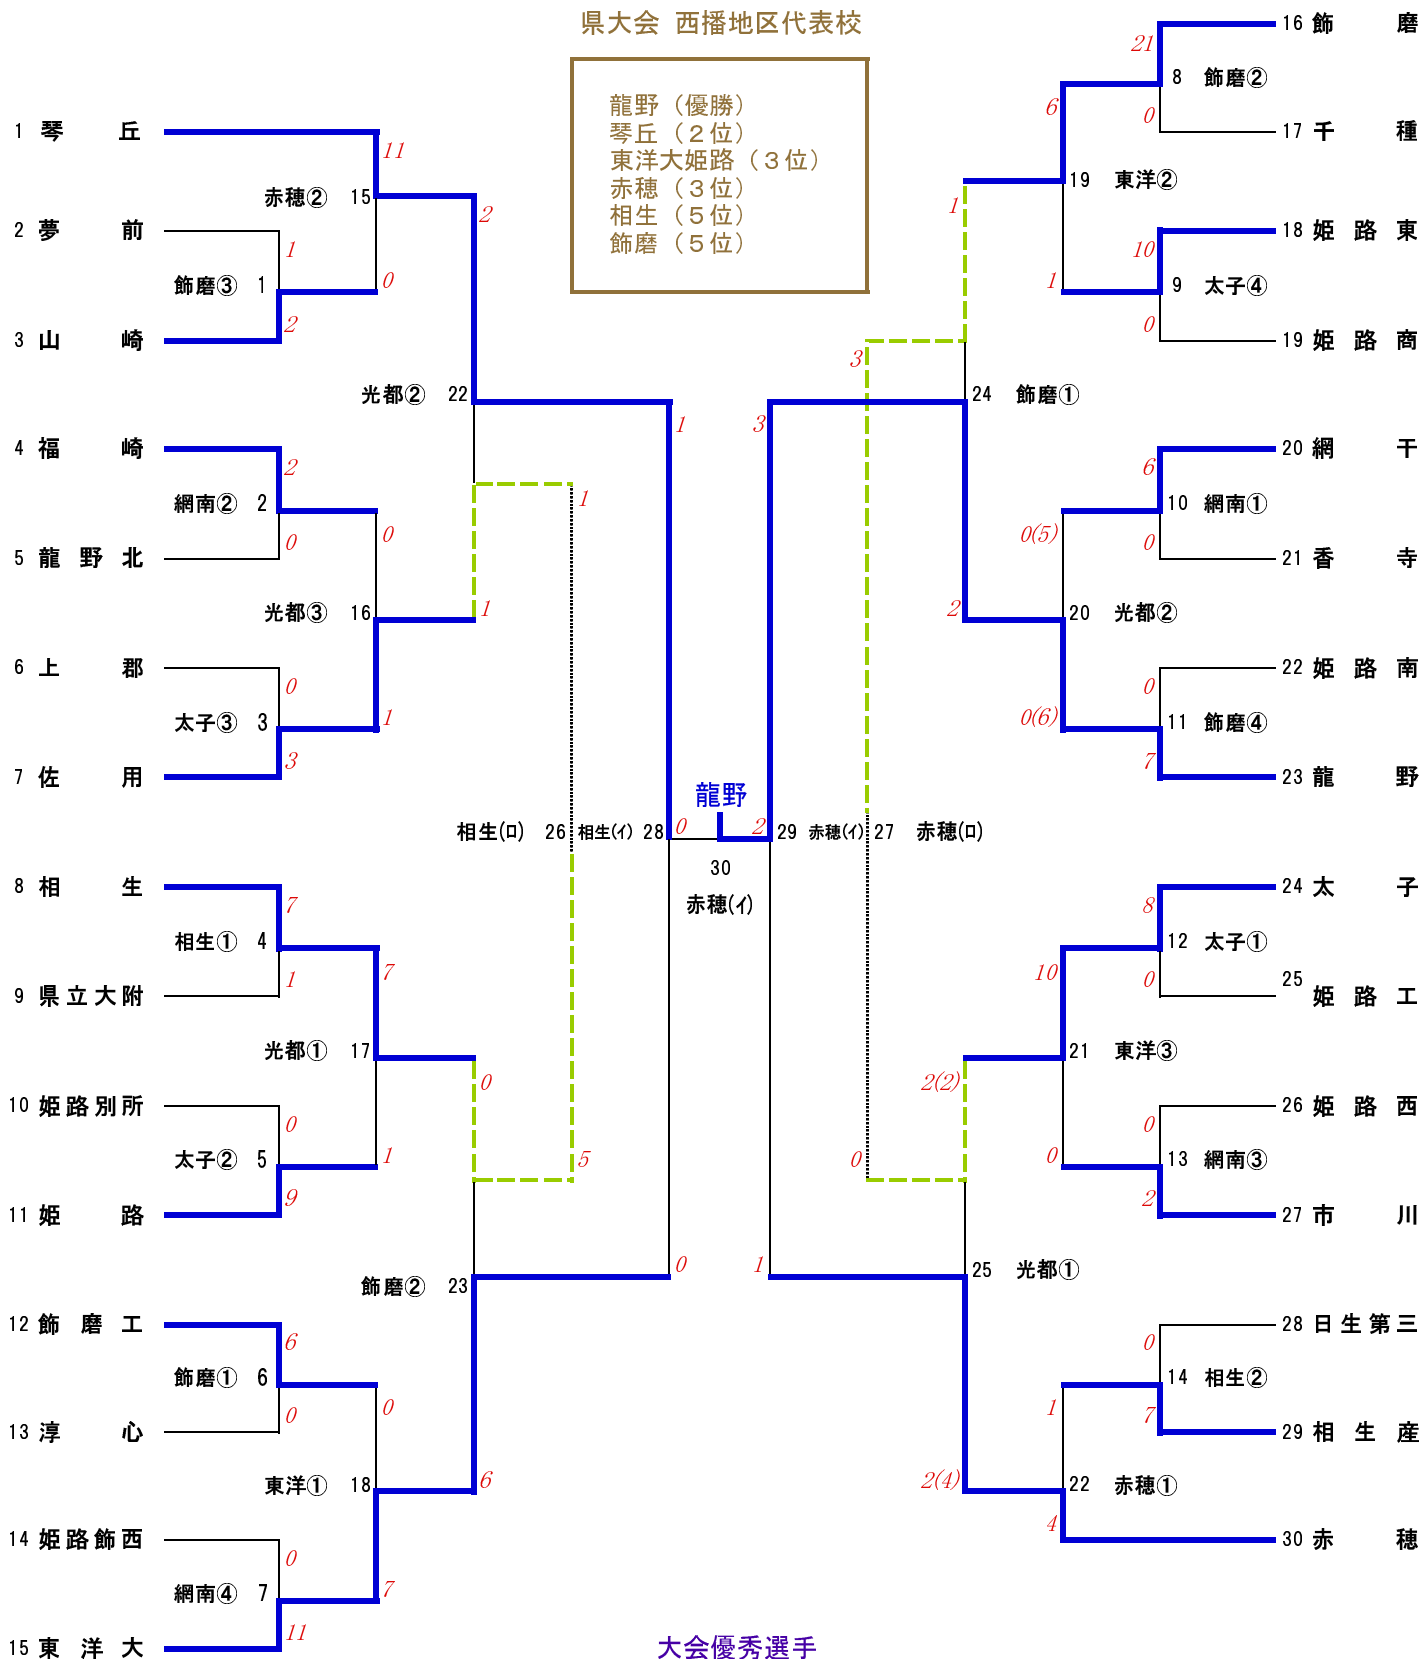 県大会 西播地区代表校
龍野（優勝）
琴丘（２位）
東洋大姫路（３位）
赤穂（３位）
相生（５位）
飾磨（５位）
1 琴丘
11
赤穂② 15
2
2 夢前
1
飾磨③ 1
0
2
3 山崎
光都② 22
1
4 福崎
2
網南② 2
0
0
5 龍野北
1
光都③ 16
1
6 上郡
0
太子③ 3
1
3
7 佐用
相生(ﾛ) 26 相生(ｲ) 28
0
8 相生
7
相生① 4
7
1
9 県立大附
光都① 17
0
10 姫路別所
0
太子② 5
1
5
9
11 姫路
0
飾磨② 23
12 飾磨工
6
飾磨① 6
0
0
13 淳心
東洋① 18
6
14 姫路飾西
0
網南④ 7
7
11
15 東洋大
龍野
30
赤穂(ｲ)
16 飾磨
21
8 飾磨②
6
0
17 千種
19 東洋②
1
18 姫路東
10
9 太子④
1
0
19 姫路商
3
24 飾磨①
3
20 網干
6
10 網南①
0(5)
0
21 香寺
2
20 光都②
22 姫路南
0
11 飾磨④
0(6)
7
23 龍野
2
29 赤穂(ｲ) 27 赤穂(ﾛ)
24 太子
8
12 太子①
10
0
25 姫路工
21 東洋③
2(2)
26 姫路西
0
13 網南③
0
0
2
27 市川
1
25 光都①
28 日生第三
0
14 相生②
1
7
29 相生産
2(4)
22 赤穂①
4
30 赤穂
大会優秀選手